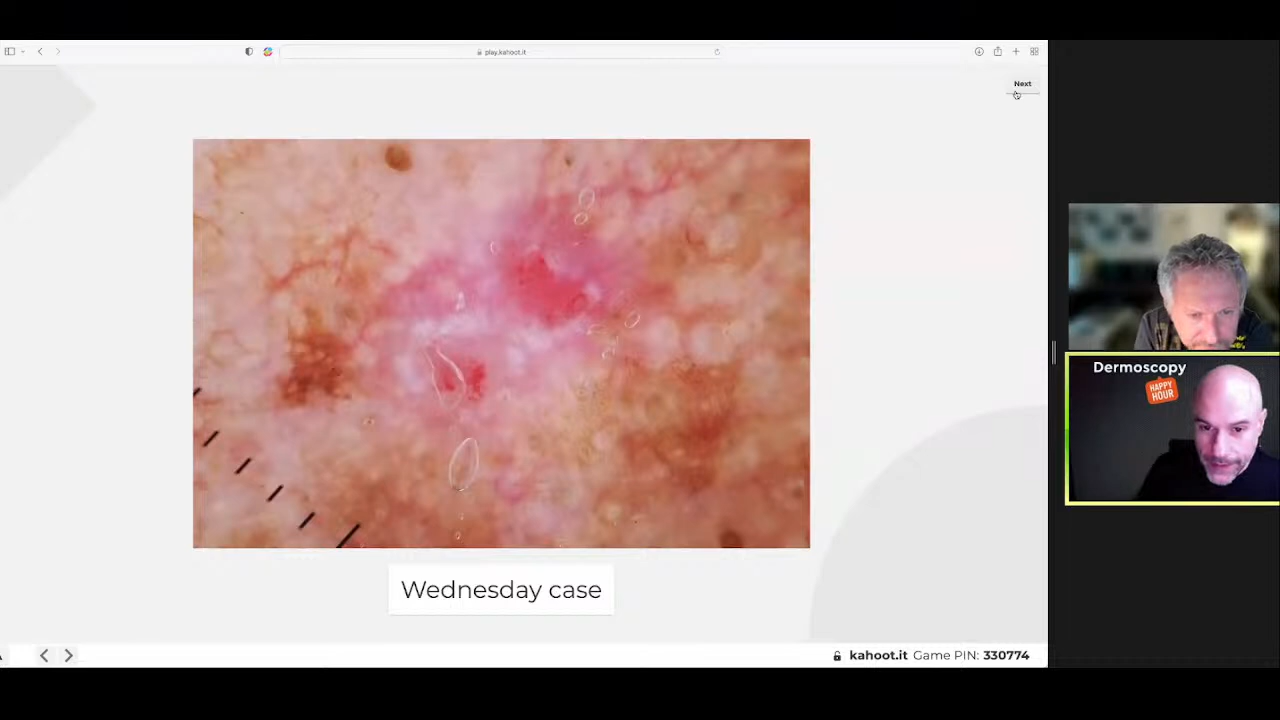 play.kahoot.it
Next
Dermoscopy
HAPPY
HOUR
Wednesday case
kahoot.it Game PIN: 330774